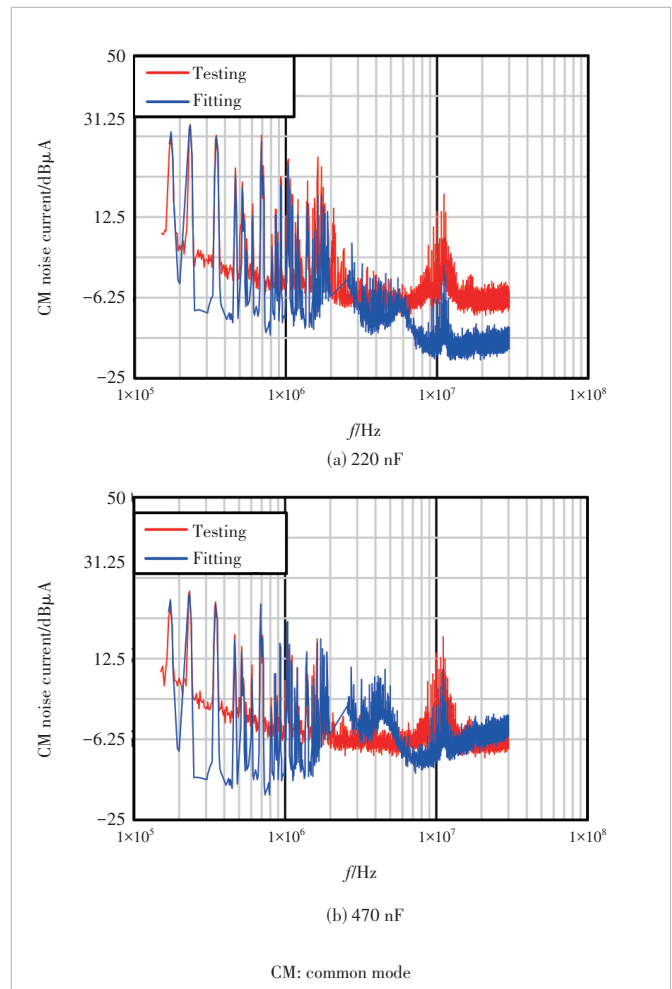 50
31.25
12.5
−6.25
−25
CM noise current/dBμA
Testing
Fitting
1×10⁵
1×10⁶
1×10⁷
1×10⁸
f/Hz
(a) 220 nF
50
31.25
12.5
−6.25
−25
CM noise current/dBμA
Testing
Fitting
1×10⁵
1×10⁶
1×10⁷
1×10⁸
f/Hz
(b) 470 nF
CM: common mode